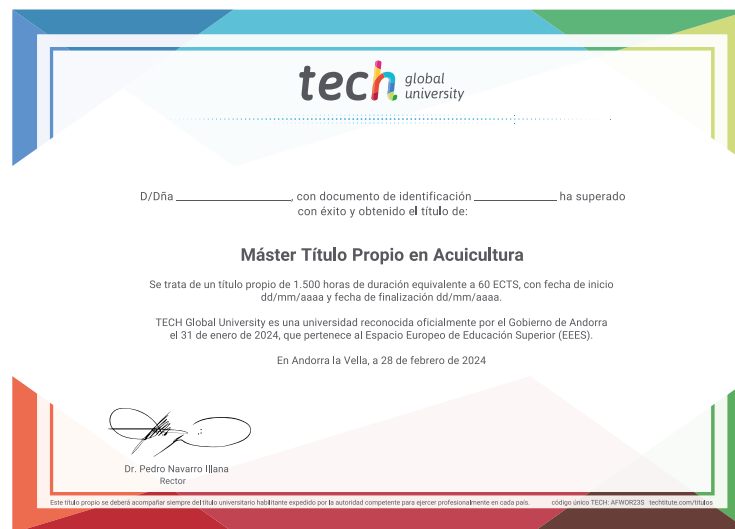 tech global university
D/Dña ______________, con documento de identificación ______________ ha superado
con éxito y obtenido el título de:
Máster Título Propio en Acuicultura
Se trata de un título propio de 1.500 horas de duración equivalente a 60 ECTS, con fecha de inicio
dd/mm/aaaa y fecha de finalización dd/mm/aaaa.
TECH Global University es una universidad reconocida oficialmente por el Gobierno de Andorra
el 31 de enero de 2024, que pertenece al Espacio Europeo de Educación Superior (EEES).
En Andorra la Vella, a 28 de febrero de 2024
Dr. Pedro Navarro Illana
Rector
Este título propio se deberá acompañar siempre del título universitario habilitante expedido por la autoridad competente para ejercer profesionalmente en cada país. código único TECH: AFWOR23S techtitute.com/titulos